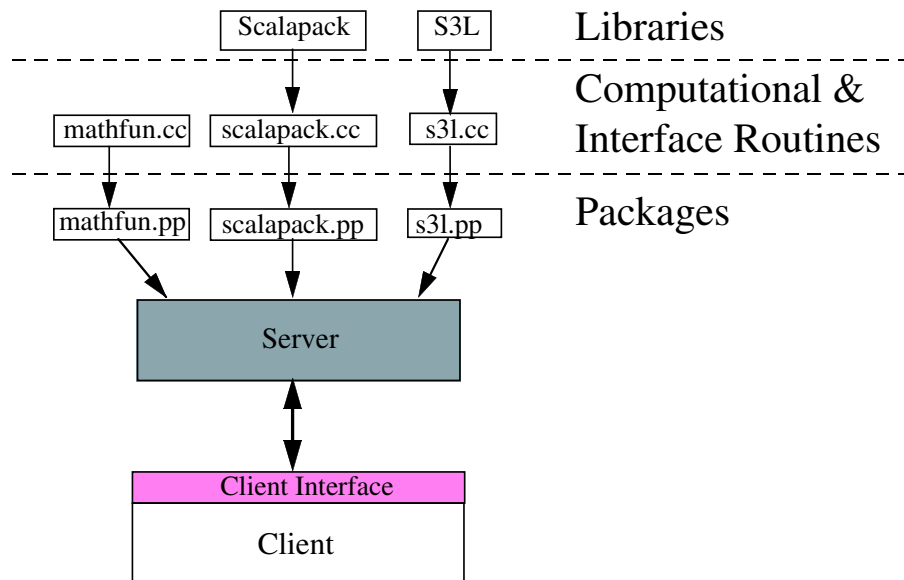 Scalapack
S3L
Libraries
Computational &
Interface Routines
mathfun.cc
scalapack.cc
s3l.cc
mathfun.pp
scalapack.pp
s3l.pp
Packages
Server
Client Interface
Client